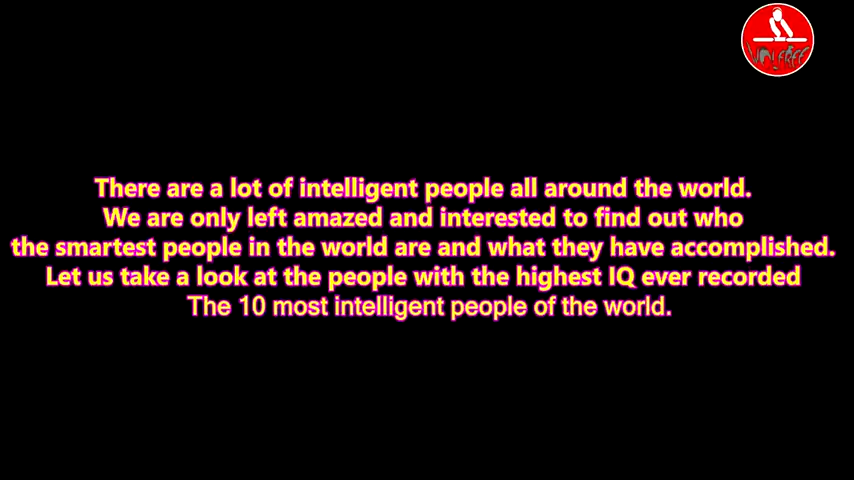 There are a lot of intelligent people all around the world.
We are only left amazed and interested to find out who
the smartest people in the world are and what they have accomplished.
Let us take a look at the people with the highest IQ ever recorded
The 10 most intelligent people of the world.